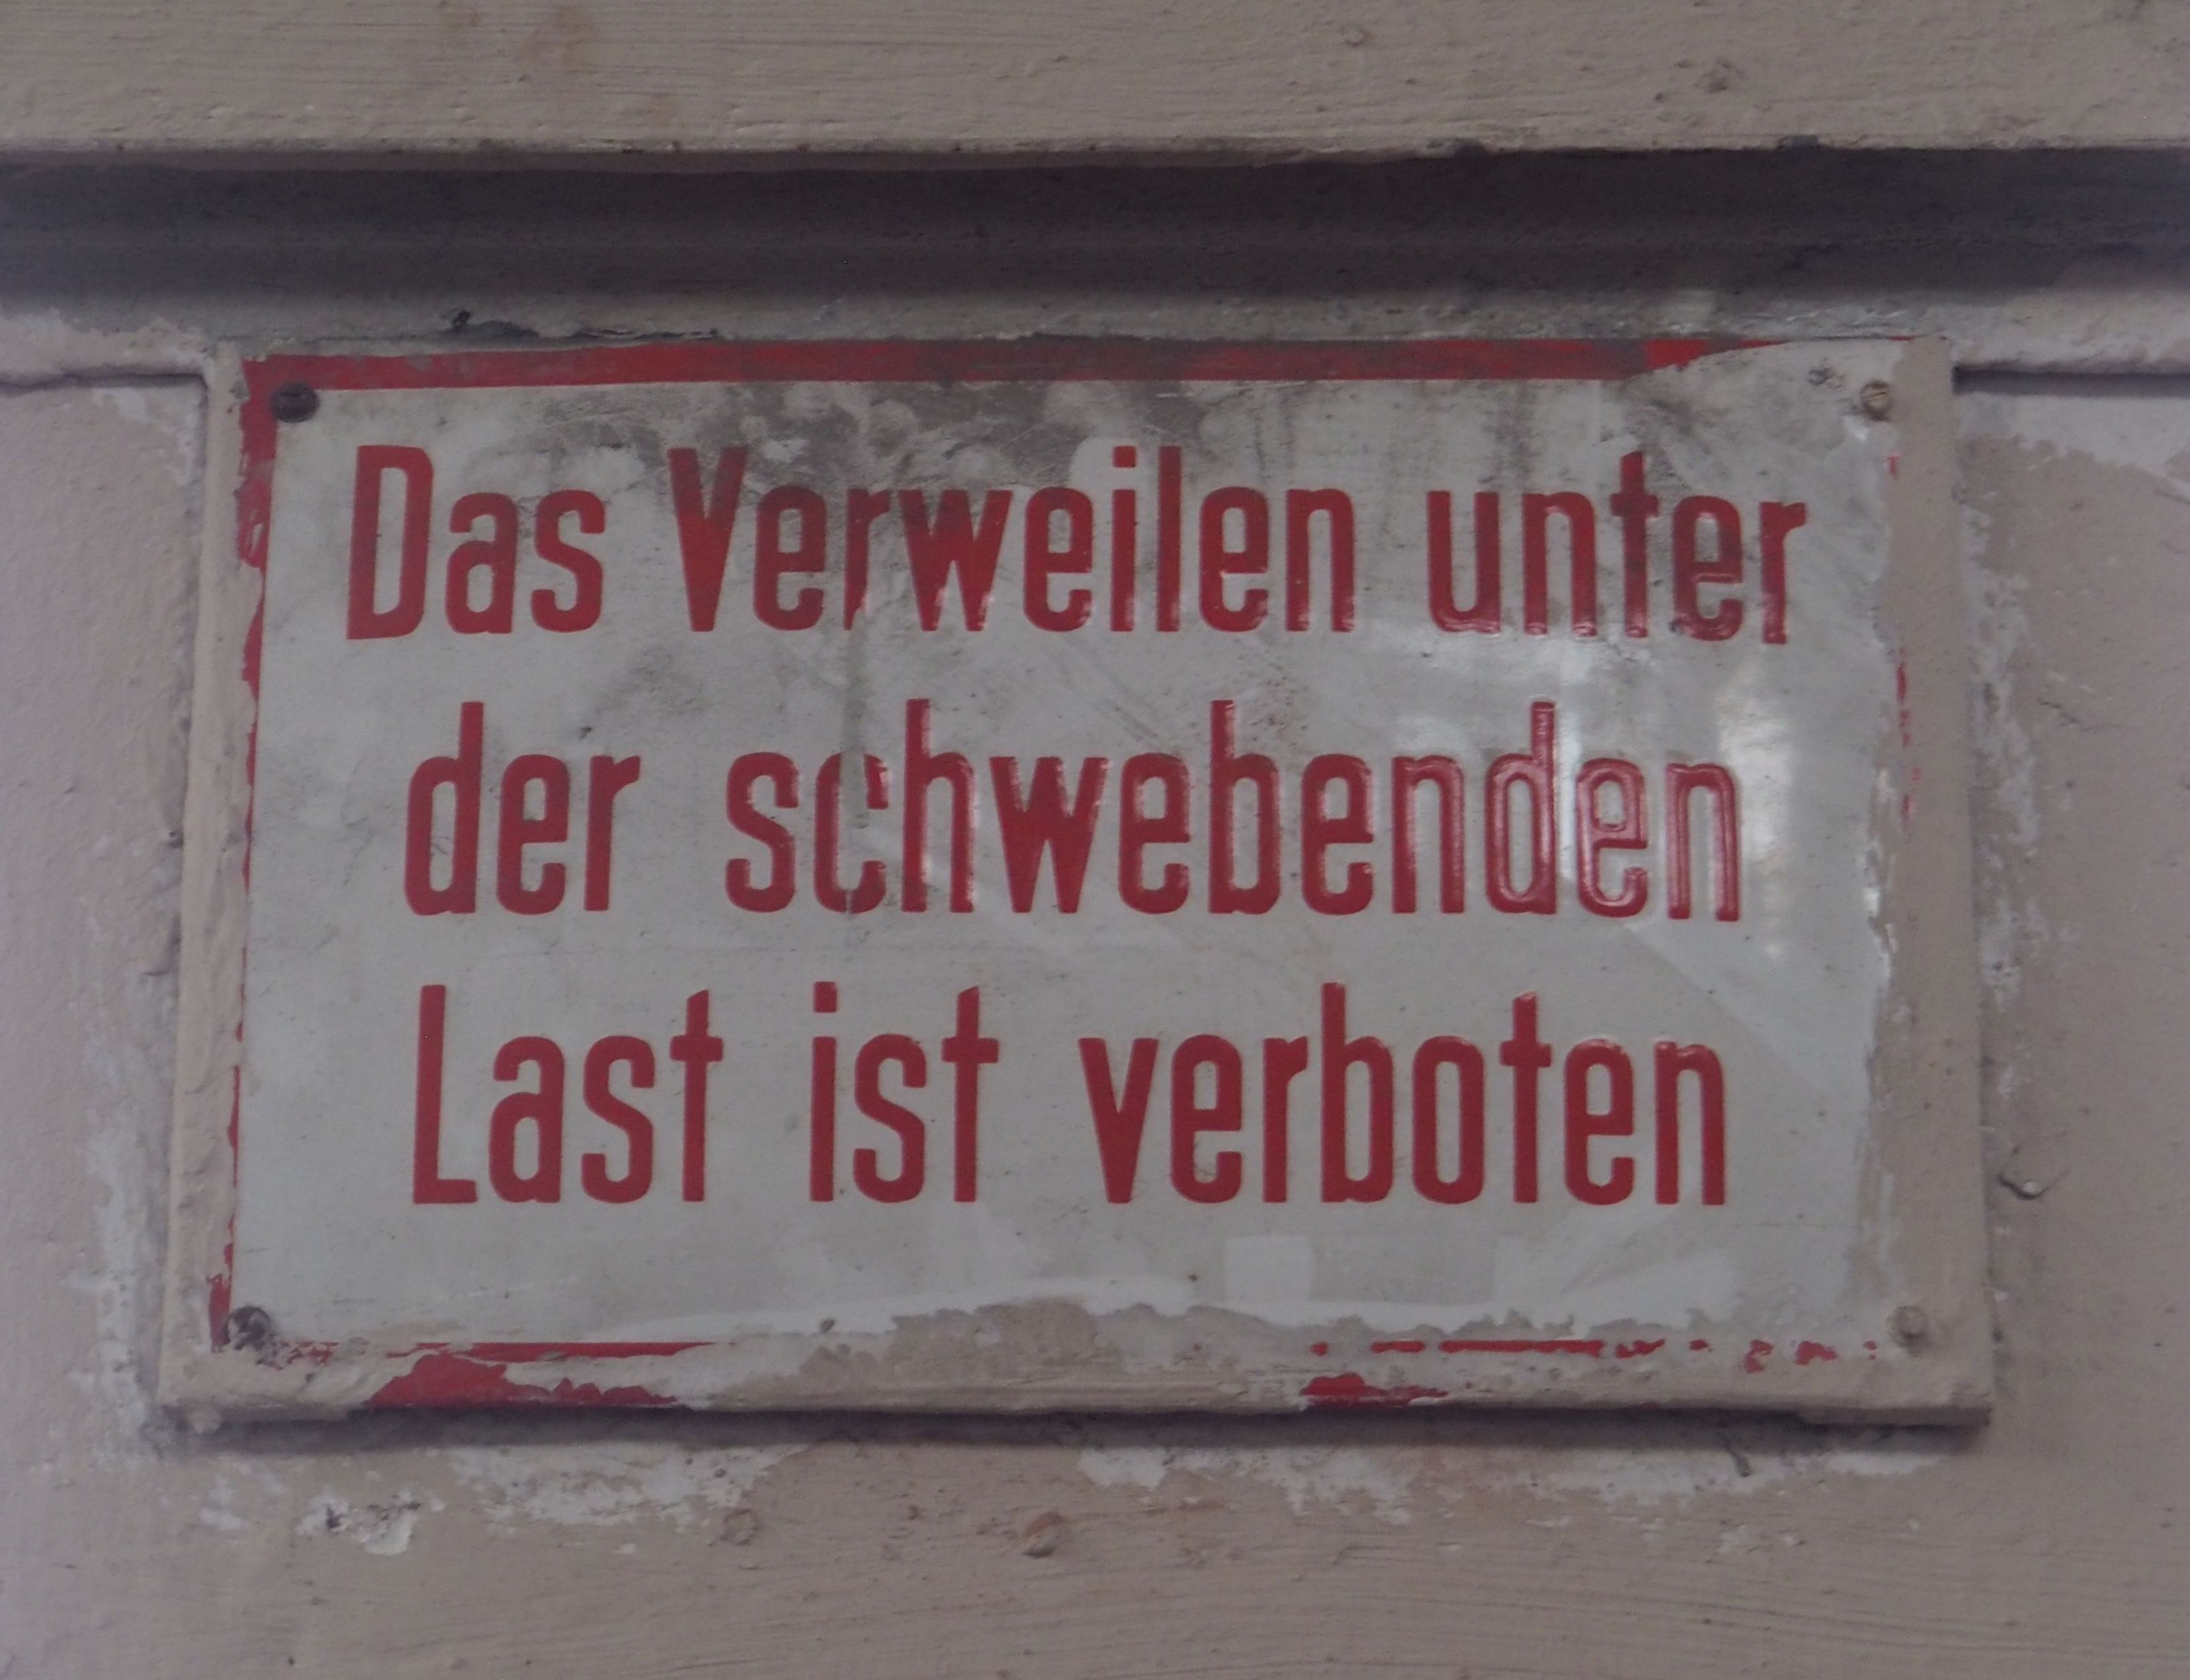 Das Verweilen unter
der schwebenden
Last ist verboten